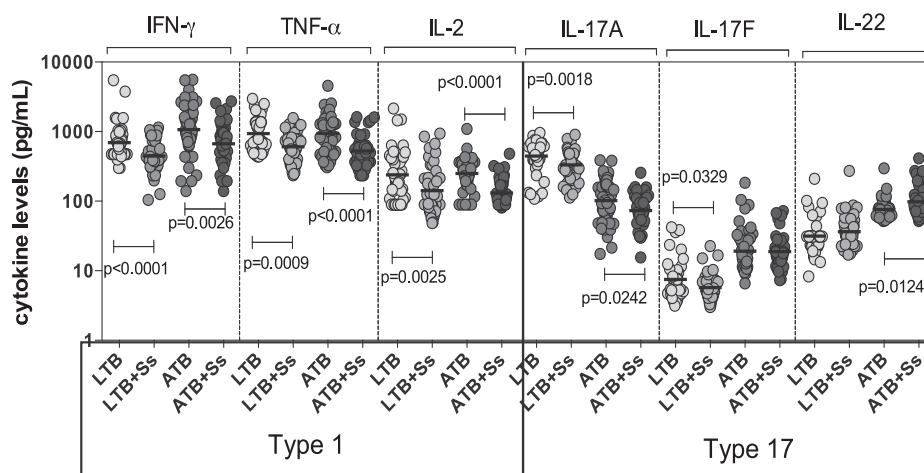 IFN-γ TNF-α IL-2 IL-17A IL-17F IL-22
cytokine levels (pg/mL)
10000
1000
100
10
1
p<0.0001
p=0.0026
p=0.0009
p<0.0001
p=0.0025
p<0.0001
p=0.0018
p=0.0242
p=0.0329
p=0.0124
LTB LTB+Ss ATB ATB+Ss LTB LTB+Ss ATB ATB+Ss LTB LTB+Ss ATB ATB+Ss LTB LTB+Ss ATB ATB+Ss LTB LTB+Ss ATB ATB+Ss LTB LTB+Ss ATB ATB+Ss
Type 1 Type 17